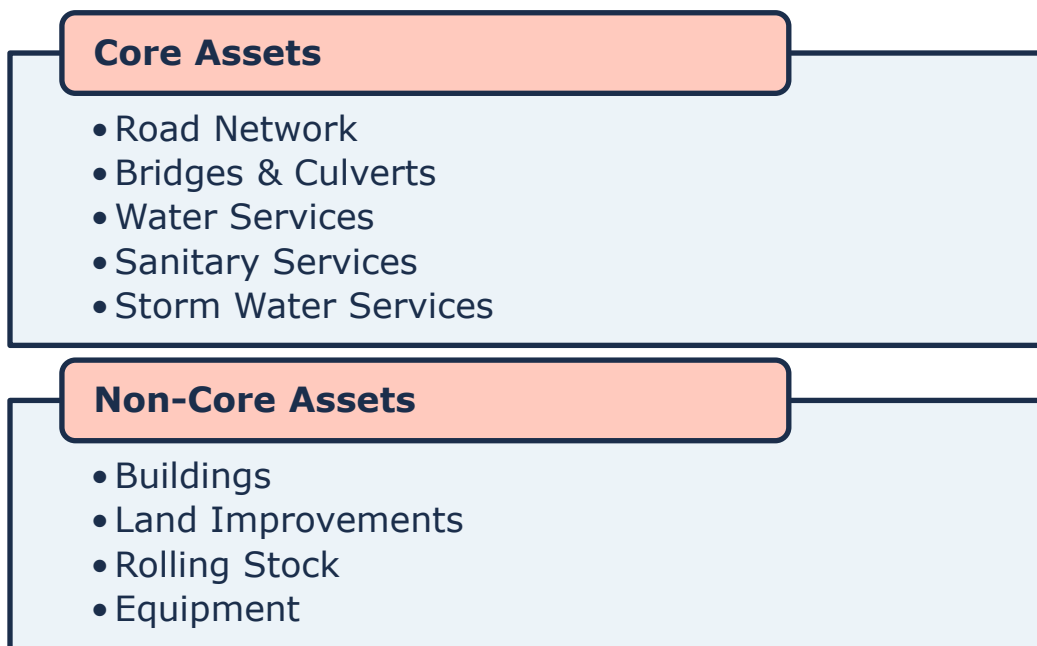 Core Assets
• Road Network
• Bridges & Culverts
• Water Services
• Sanitary Services
• Storm Water Services
Non-Core Assets
• Buildings
• Land Improvements
• Rolling Stock
• Equipment